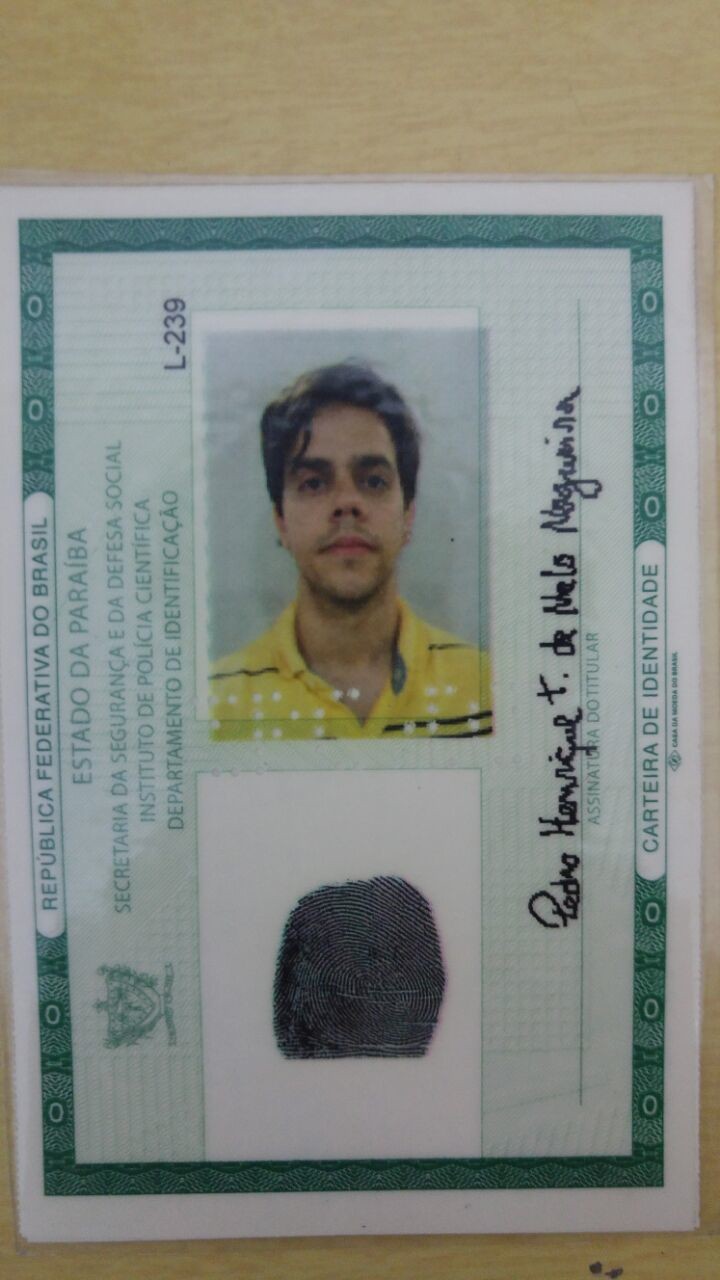 REPÚBLICA FEDERATIVA DO BRASIL
ESTADO DA PARAÍBA
SECRETARIA DA SEGURANÇA E DA DEFESA SOCIAL
INSTITUTO DE POLÍCIA CIENTÍFICA
DEPARTAMENTO DE IDENTIFICAÇÃO
L-239
Pedro Henrique T. de Melo Nogueira
ASSINATURA DO TITULAR
CARTEIRA DE IDENTIDADE
CASA DA MOEDA DO BRASIL